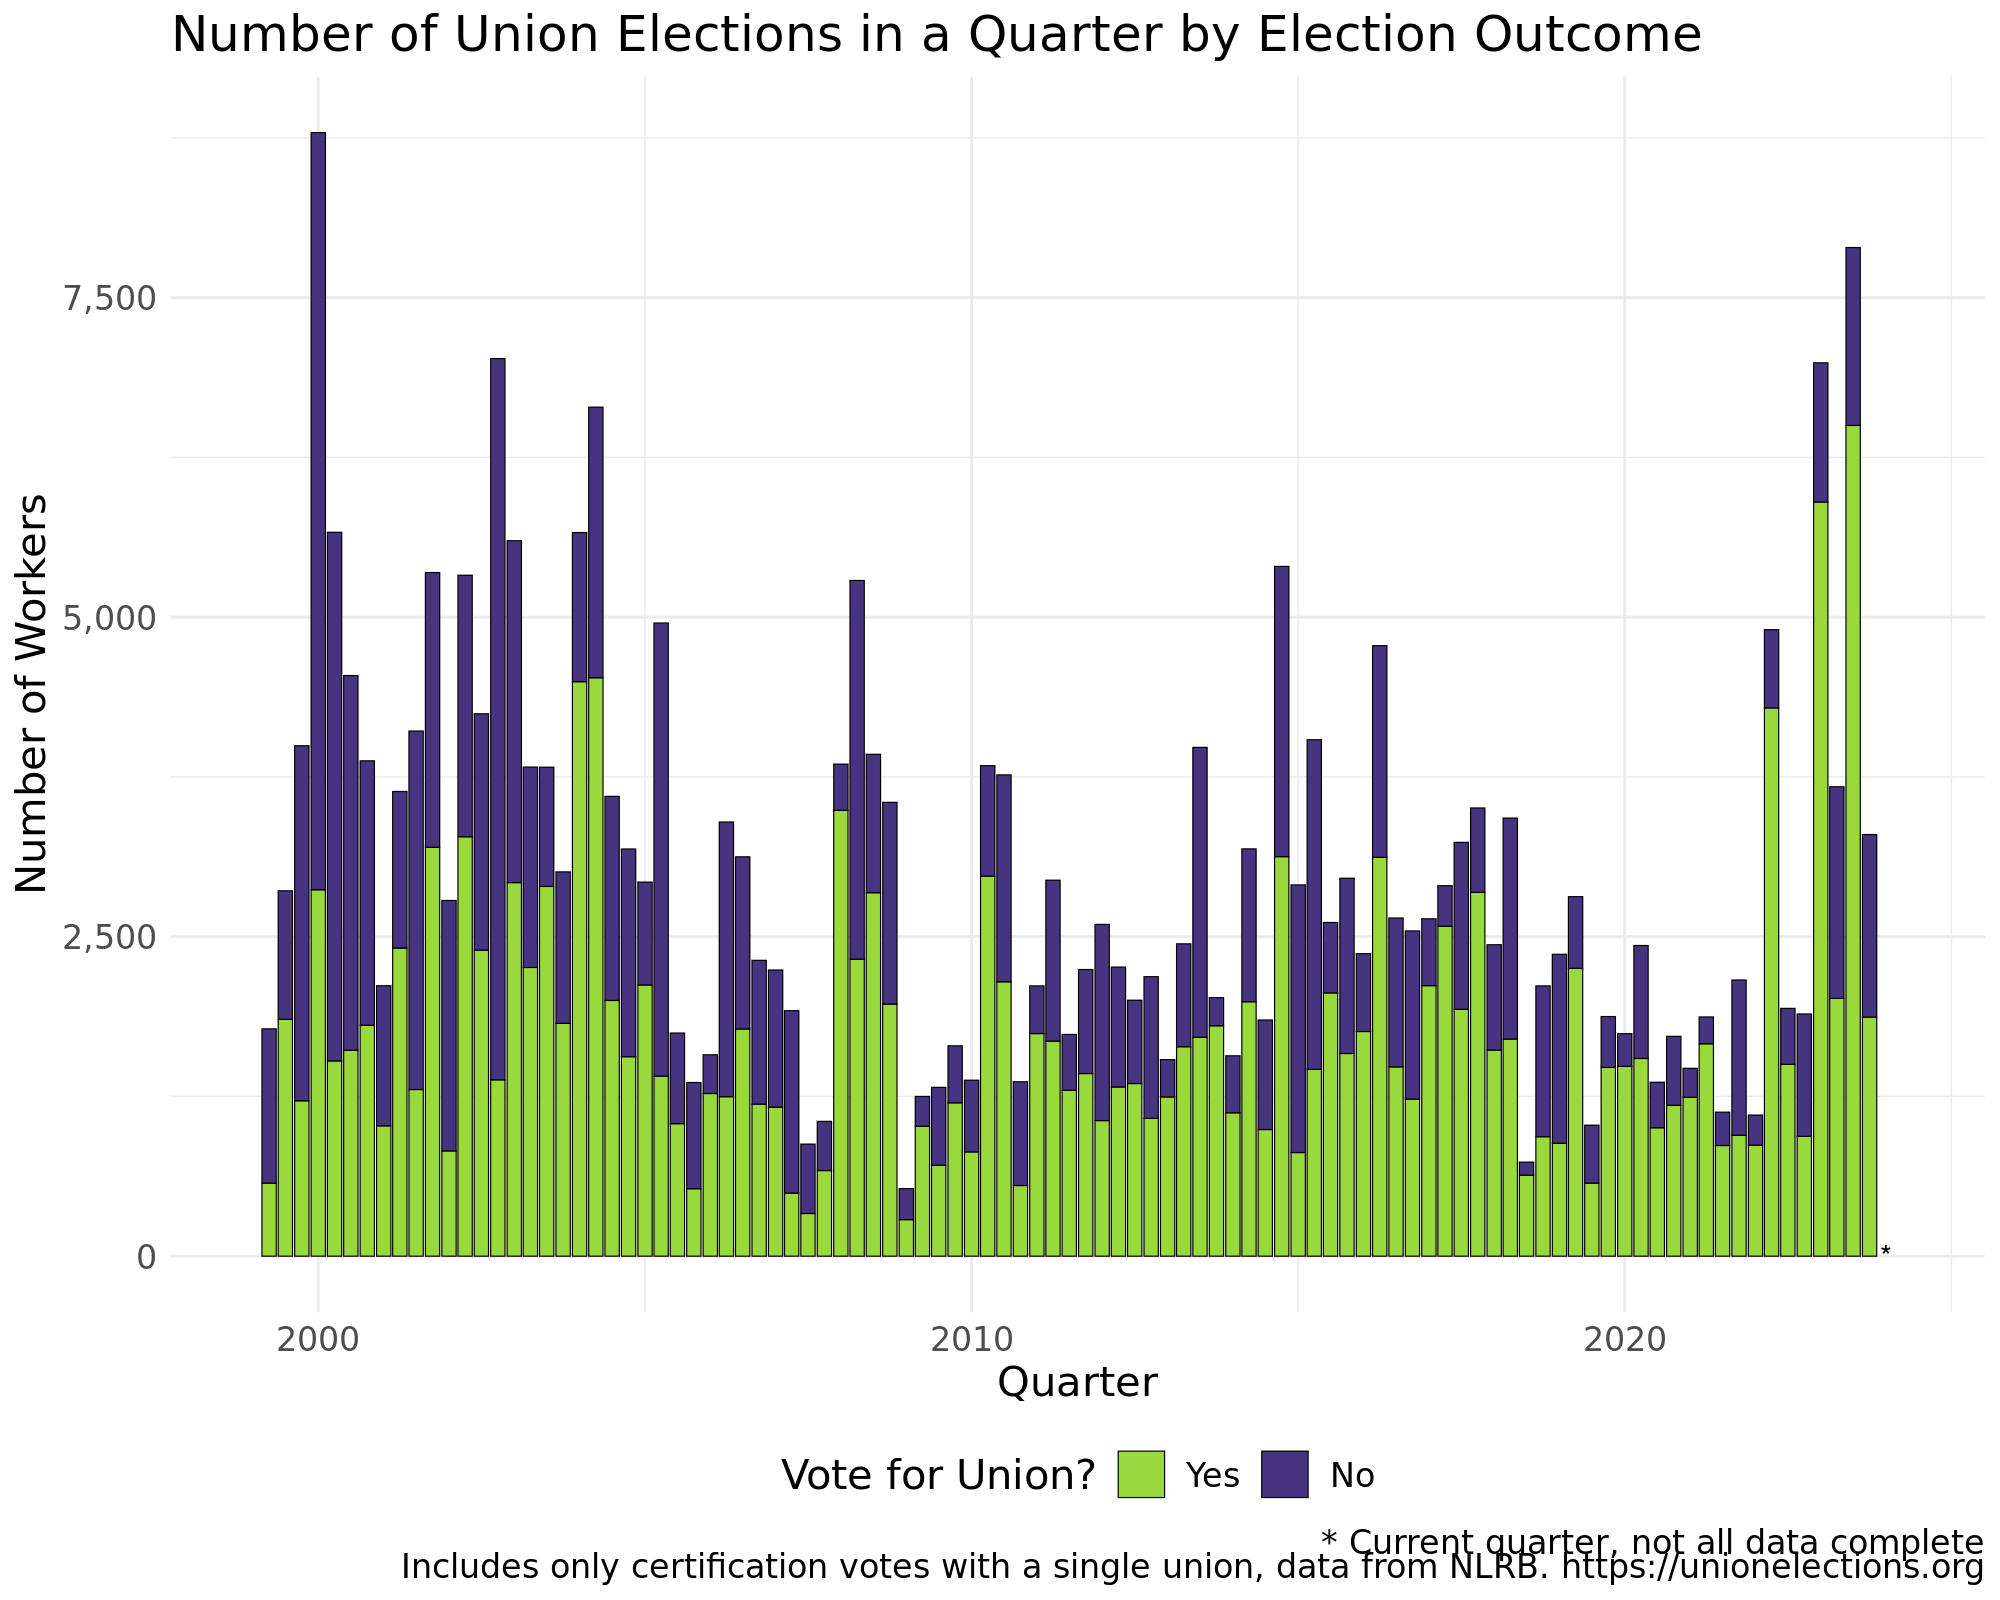 Number of Union Elections in a Quarter by Election Outcome
Number of Workers
7,500
5,000
2,500
0
*
2000 2010 2020
Quarter
Vote for Union? Yes No
* Current quarter, not all data complete
Includes only certification votes with a single union, data from NLRB. https://unionelections.org